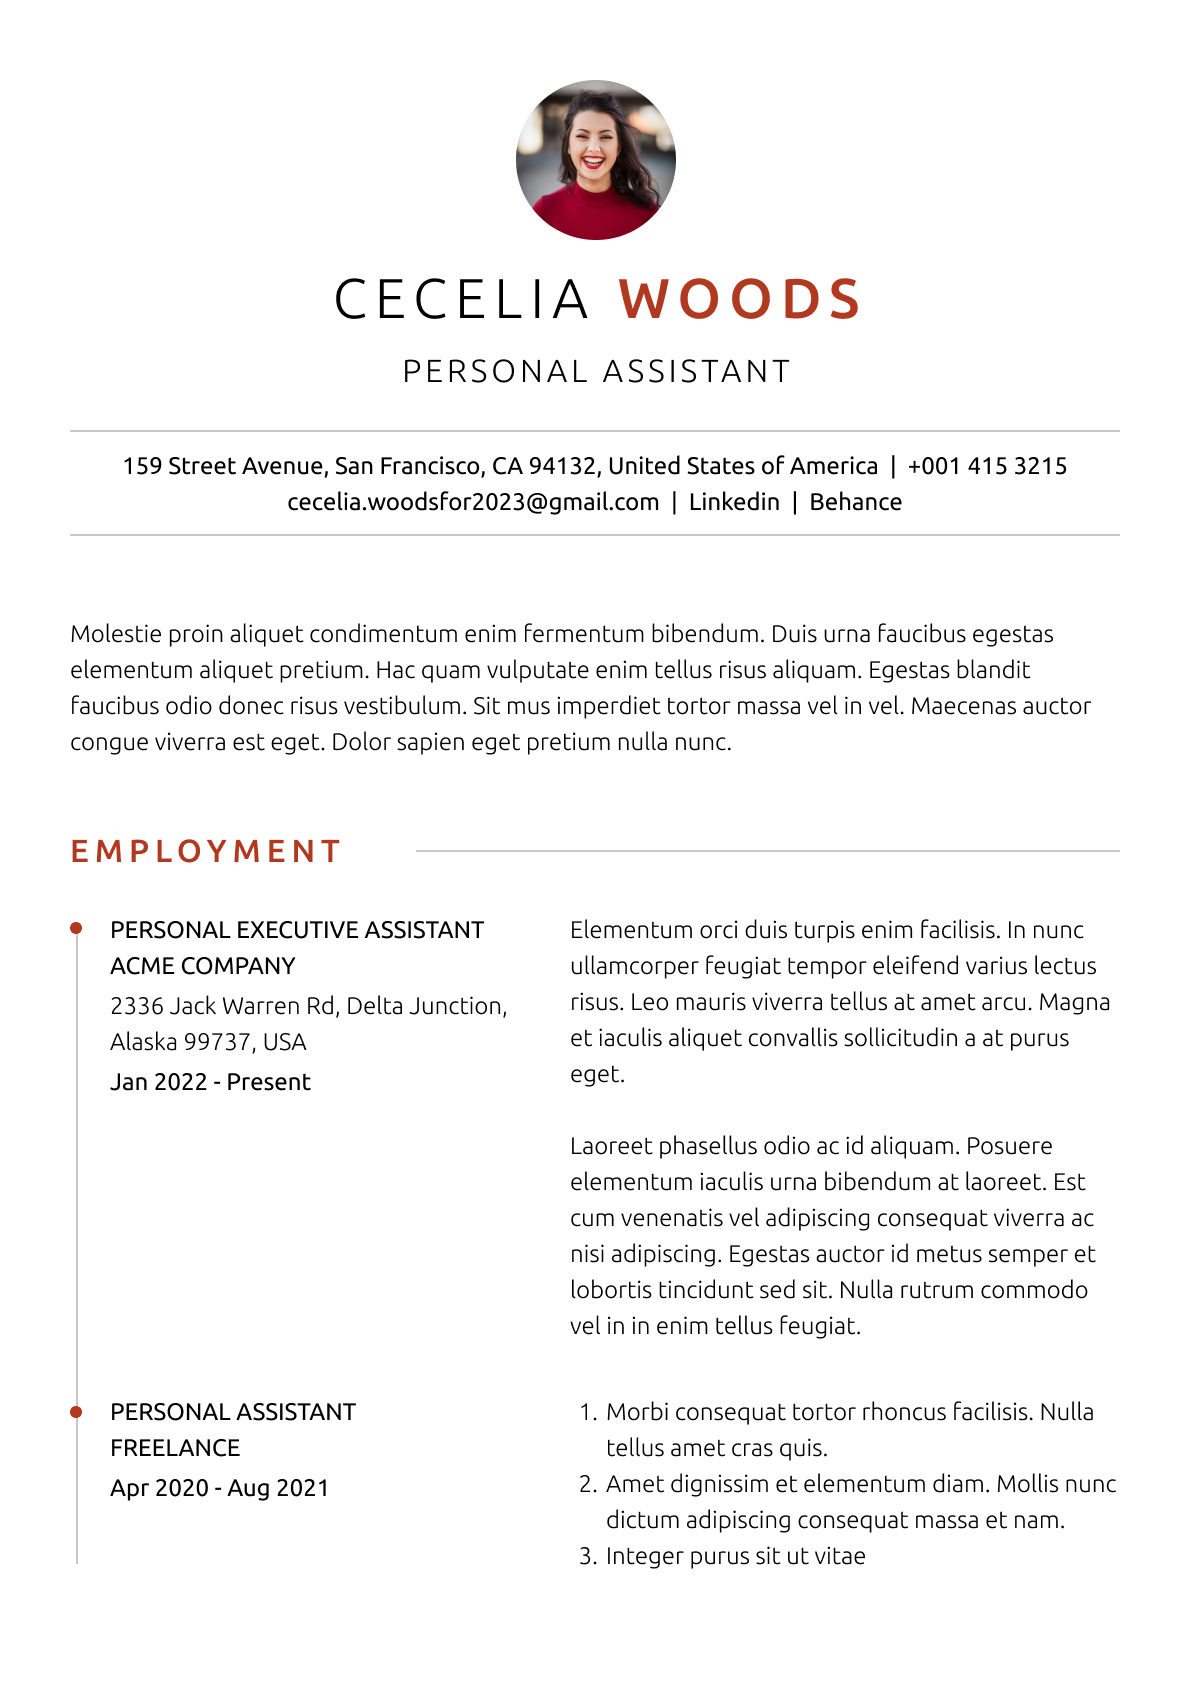 CECELIA WOODS
PERSONAL ASSISTANT
159 Street Avenue, San Francisco, CA 94132, United States of America | +001 415 3215
cecelia.woodsfor2023@gmail.com | Linkedin | Behance
Molestie proin aliquet condimentum enim fermentum bibendum. Duis urna faucibus egestas
elementum aliquet pretium. Hac quam vulputate enim tellus risus aliquam. Egestas blandit
faucibus odio donec risus vestibulum. Sit mus imperdiet tortor massa vel in vel. Maecenas auctor
congue viverra est eget. Dolor sapien eget pretium nulla nunc.
EMPLOYMENT
PERSONAL EXECUTIVE ASSISTANT
ACME COMPANY
2336 Jack Warren Rd, Delta Junction,
Alaska 99737, USA
Jan 2022 - Present
Elementum orci duis turpis enim facilisis. In nunc
ullamcorper feugiat tempor eleifend varius lectus
risus. Leo mauris viverra tellus at amet arcu. Magna
et iaculis aliquet convallis sollicitudin a at purus
eget.
Laoreet phasellus odio ac id aliquam. Posuere
elementum iaculis urna bibendum at laoreet. Est
cum venenatis vel adipiscing consequat viverra ac
nisi adipiscing. Egestas auctor id metus semper et
lobortis tincidunt sed sit. Nulla rutrum commodo
vel in in enim tellus feugiat.
PERSONAL ASSISTANT
FREELANCE
Apr 2020 - Aug 2021
1. Morbi consequat tortor rhoncus facilisis. Nulla
tellus amet cras quis.
2. Amet dignissim et elementum diam. Mollis nunc
dictum adipiscing consequat massa et nam.
3. Integer purus sit ut vitae